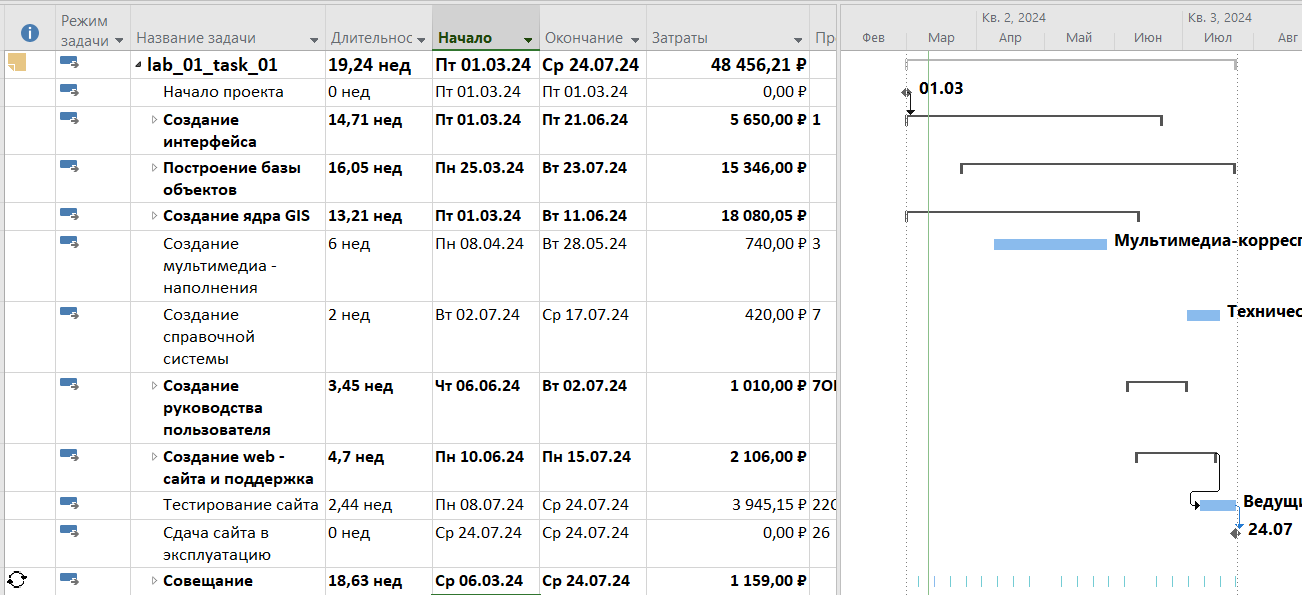 Режим задачи Название задачи Длительнос Начало Окончание Затраты Пр
Кв. 2, 2024 Кв. 3, 2024
Фев Мар Апр Май Июн Июл Авг
lab_01_task_01 19,24 нед Пт 01.03.24 Ср 24.07.24 48 456,21 ₽
Начало проекта 0 нед Пт 01.03.24 Пт 01.03.24 0,00 ₽ 01.03
Создание 14,71 нед Пт 01.03.24 Пт 21.06.24 5 650,00 ₽ 1
интерфейса
Построение базы 16,05 нед Пн 25.03.24 Вт 23.07.24 15 346,00 ₽
объектов
Создание ядра GIS 13,21 нед Пт 01.03.24 Вт 11.06.24 18 080,05 ₽
Создание 6 нед Пн 08.04.24 Вт 28.05.24 740,00 ₽ 3 Мультимедиа-коррес
мультимедиа -
наполнения
Создание 2 нед Вт 02.07.24 Ср 17.07.24 420,00 ₽ 7 Техничес
справочной
системы
Создание 3,45 нед Чт 06.06.24 Вт 02.07.24 1 010,00 ₽ 7О
руководства
пользователя
Создание web - 4,7 нед Пн 10.06.24 Пн 15.07.24 2 106,00 ₽
сайта и поддержка
Тестирование сайта 2,44 нед Пн 08.07.24 Ср 24.07.24 3 945,15 ₽ 22О Ведущи
Сдача сайта в 0 нед Ср 24.07.24 Ср 24.07.24 0,00 ₽ 26 24.07
эксплуатацию
Совещание 18,63 нед Ср 06.03.24 Ср 24.07.24 1 159,00 ₽